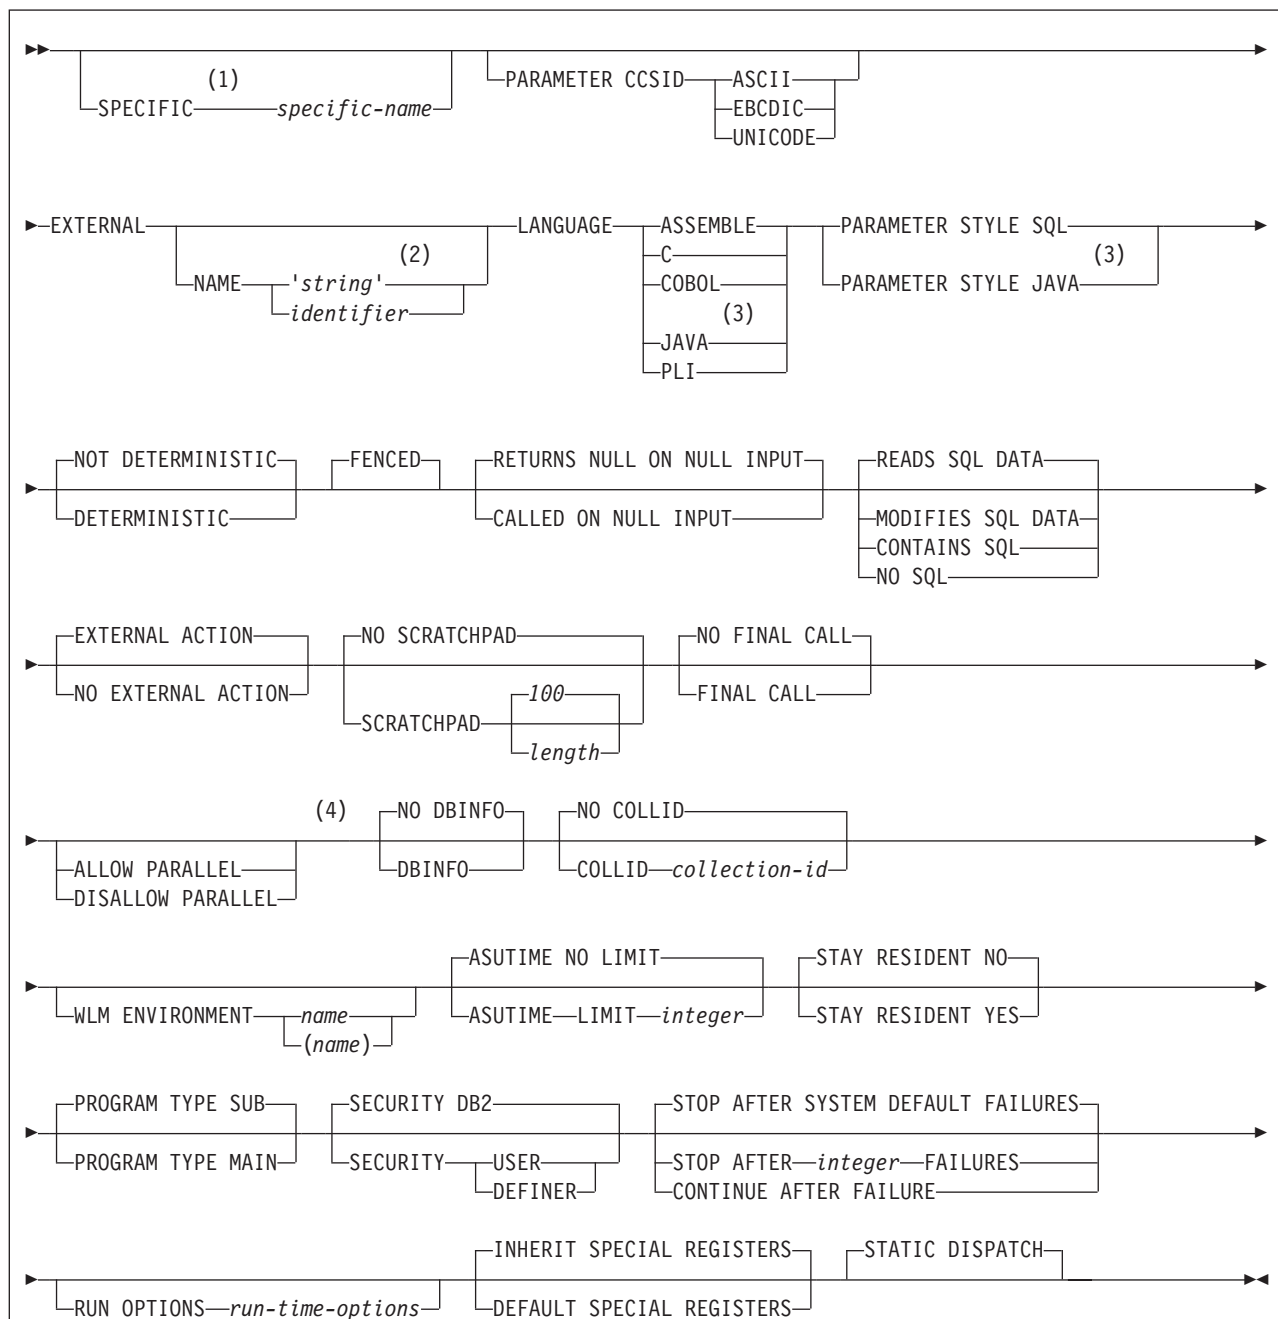 (1)
SPECIFIC specific-name PARAMETER CCSID ASCII
EBCDIC
UNICODE
EXTERNAL LANGUAGE ASSEMBLE PARAMETER STYLE SQL
(2) C (3)
NAME 'string' COBOL PARAMETER STYLE JAVA
identifier (3)
JAVA
PLI
NOT DETERMINISTIC FENCED RETURNS NULL ON NULL INPUT READS SQL DATA
DETERMINISTIC CALLED ON NULL INPUT MODIFIES SQL DATA
CONTAINS SQL
NO SQL
EXTERNAL ACTION NO SCRATCHPAD NO FINAL CALL
NO EXTERNAL ACTION 100 FINAL CALL
SCRATCHPAD
length
(4) NO DBINFO NO COLLID
ALLOW PARALLEL DBINFO COLLID collection-id
DISALLOW PARALLEL
ASUTIME NO LIMIT STAY RESIDENT NO
WLM ENVIRONMENT name ASUTIME LIMIT integer STAY RESIDENT YES
(name)
PROGRAM TYPE SUB SECURITY DB2 STOP AFTER SYSTEM DEFAULT FAILURES
PROGRAM TYPE MAIN SECURITY USER STOP AFTER integer FAILURES
DEFINER CONTINUE AFTER FAILURE
INHERIT SPECIAL REGISTERS STATIC DISPATCH
RUN OPTIONS run-time-options DEFAULT SPECIAL REGISTERS